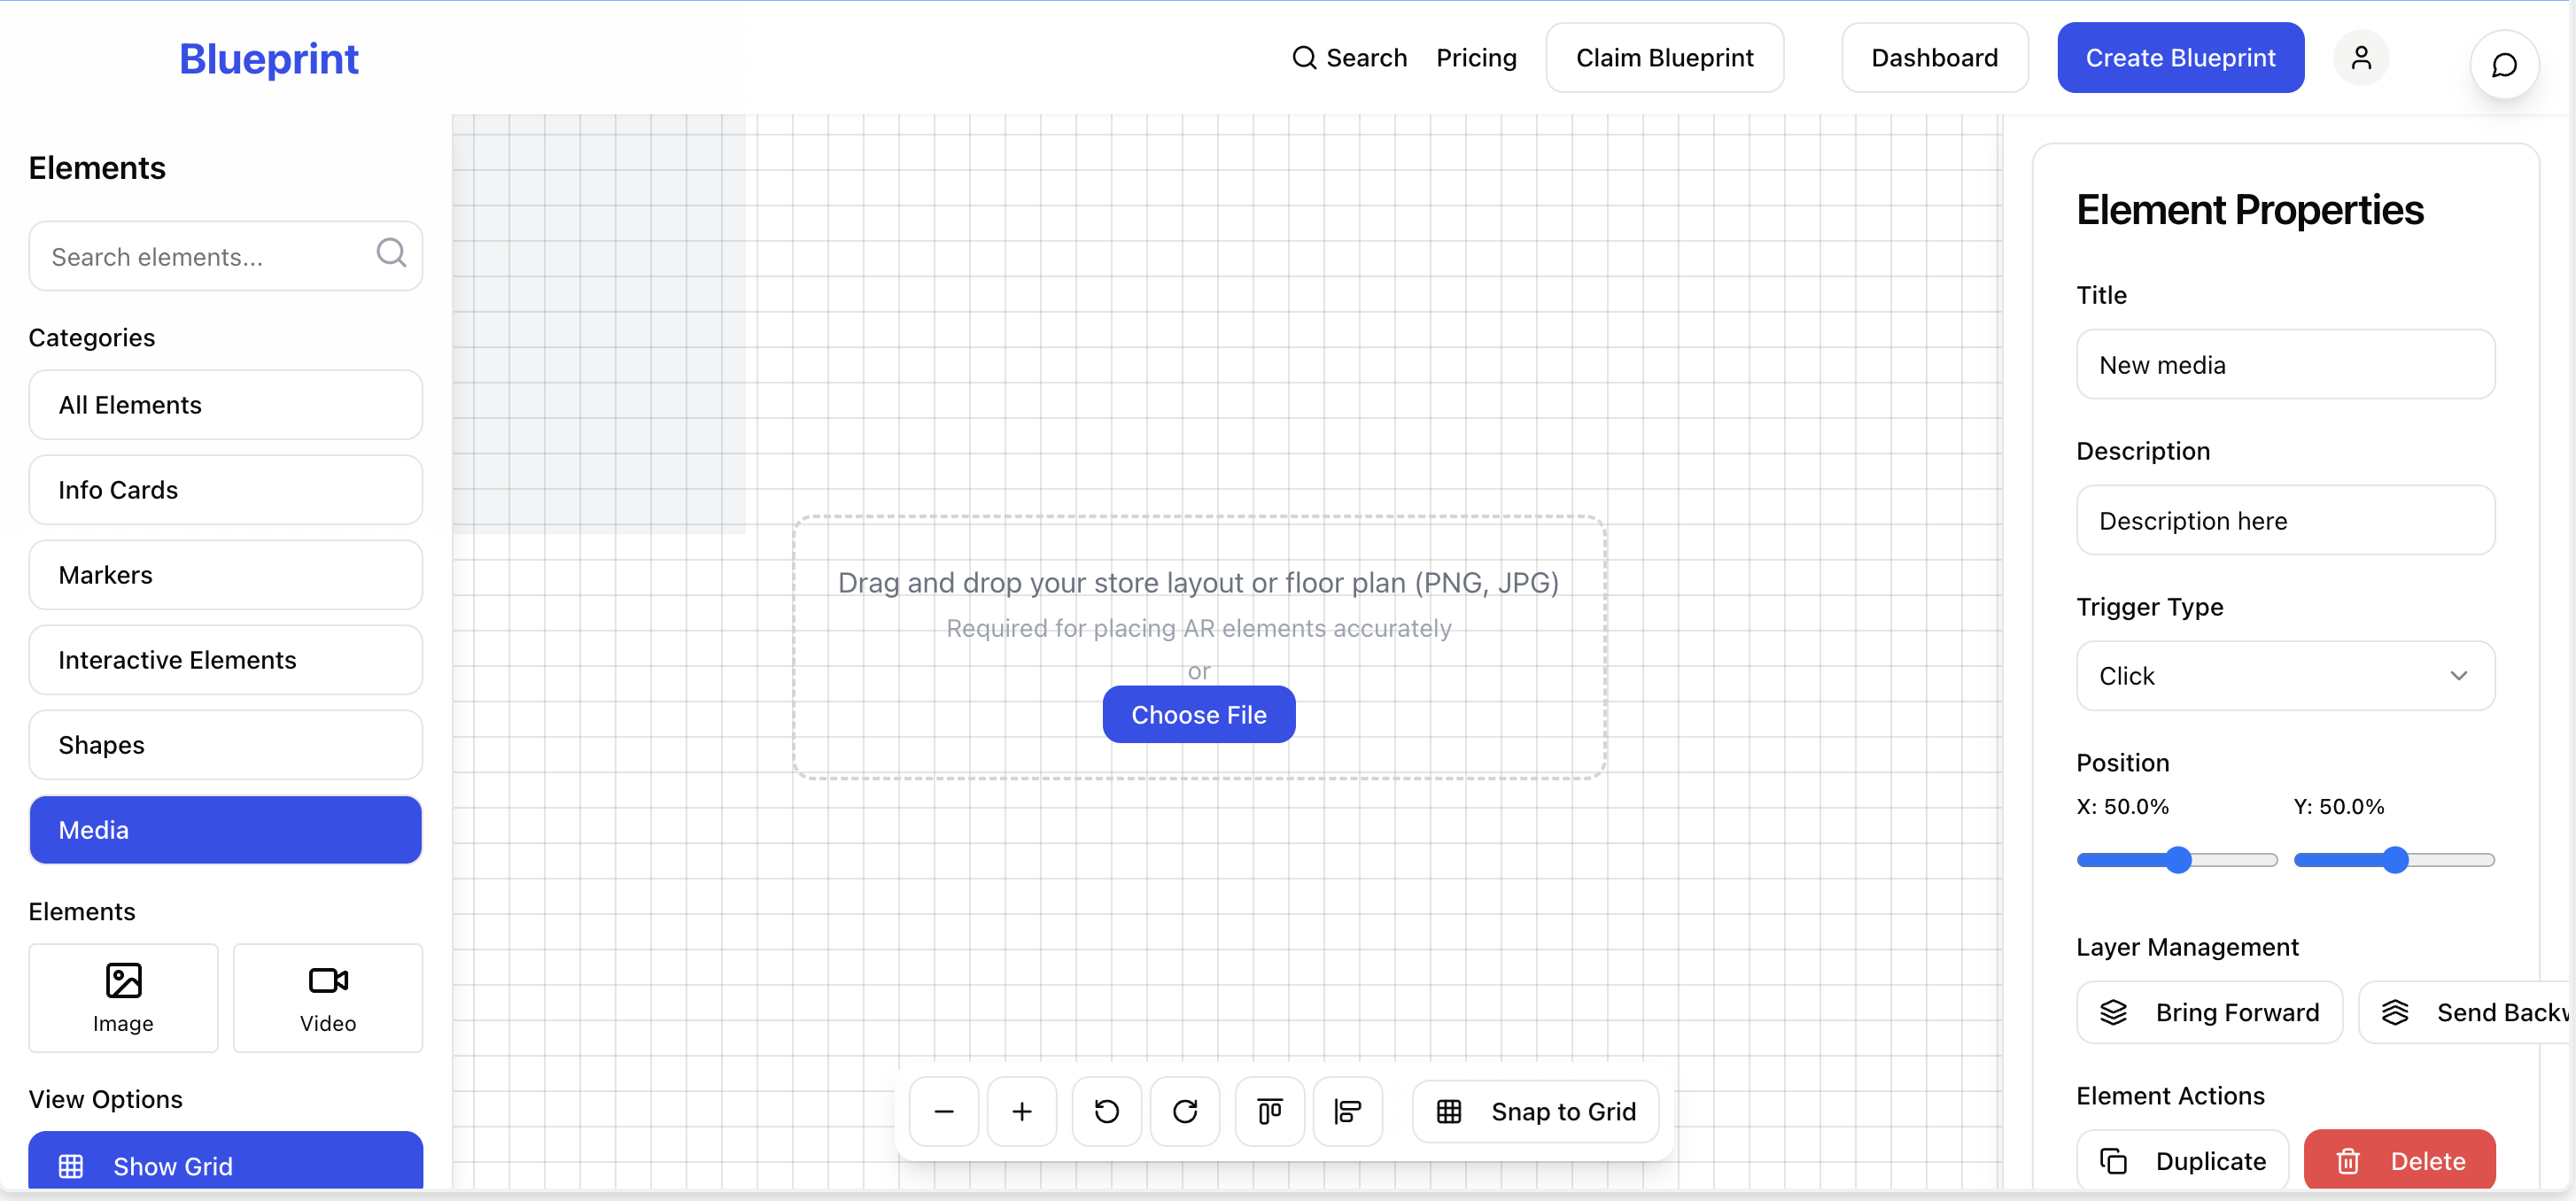 Blueprint
Search
Pricing
Claim Blueprint
Dashboard
Create Blueprint
Elements
Search elements...
Categories
All Elements
Info Cards
Markers
Interactive Elements
Shapes
Media
Elements
Image
Video
View Options
Show Grid
Drag and drop your store layout or floor plan (PNG, JPG)
Required for placing AR elements accurately
or
Choose File
Snap to Grid
Element Properties
Title
New media
Description
Description here
Trigger Type
Click
Position
X: 50.0%
Y: 50.0%
Layer Management
Bring Forward
Send Backw
Element Actions
Duplicate
Delete